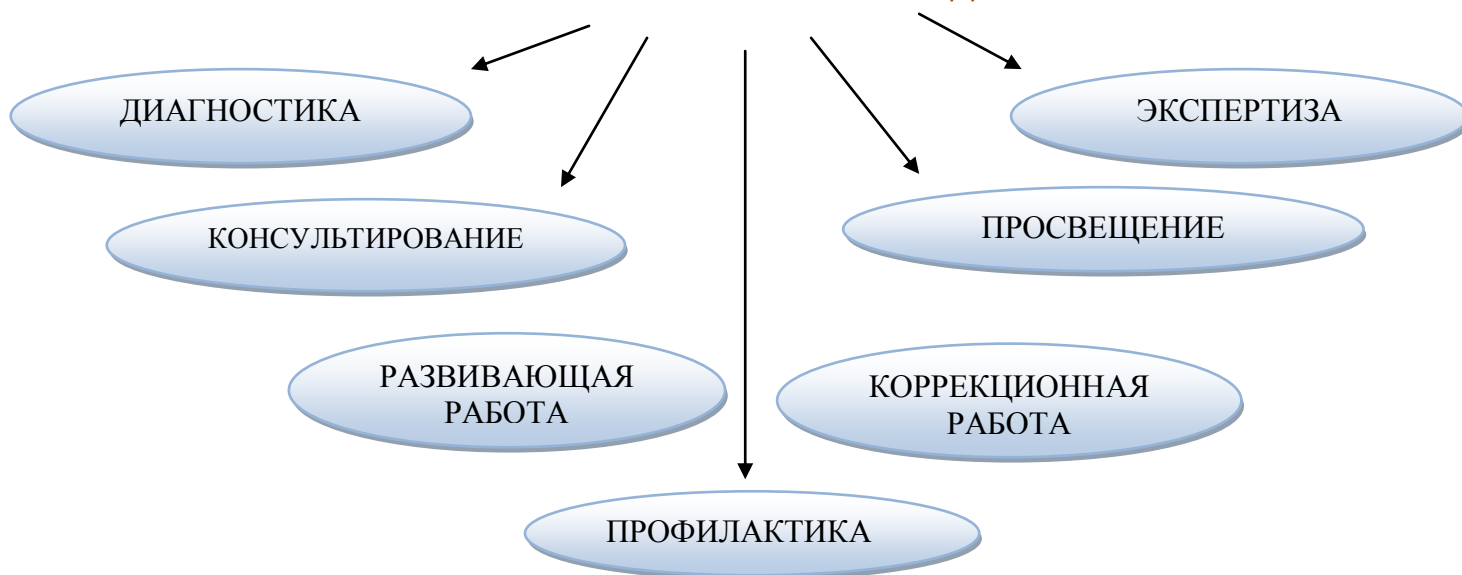 ДИАГНОСТИКА
ЭКСПЕРТИЗА
КОНСУЛЬТИРОВАНИЕ
ПРОСВЕЩЕНИЕ
РАЗВИВАЮЩАЯ
РАБОТА
КОРРЕКЦИОННАЯ
РАБОТА
ПРОФИЛАКТИКА